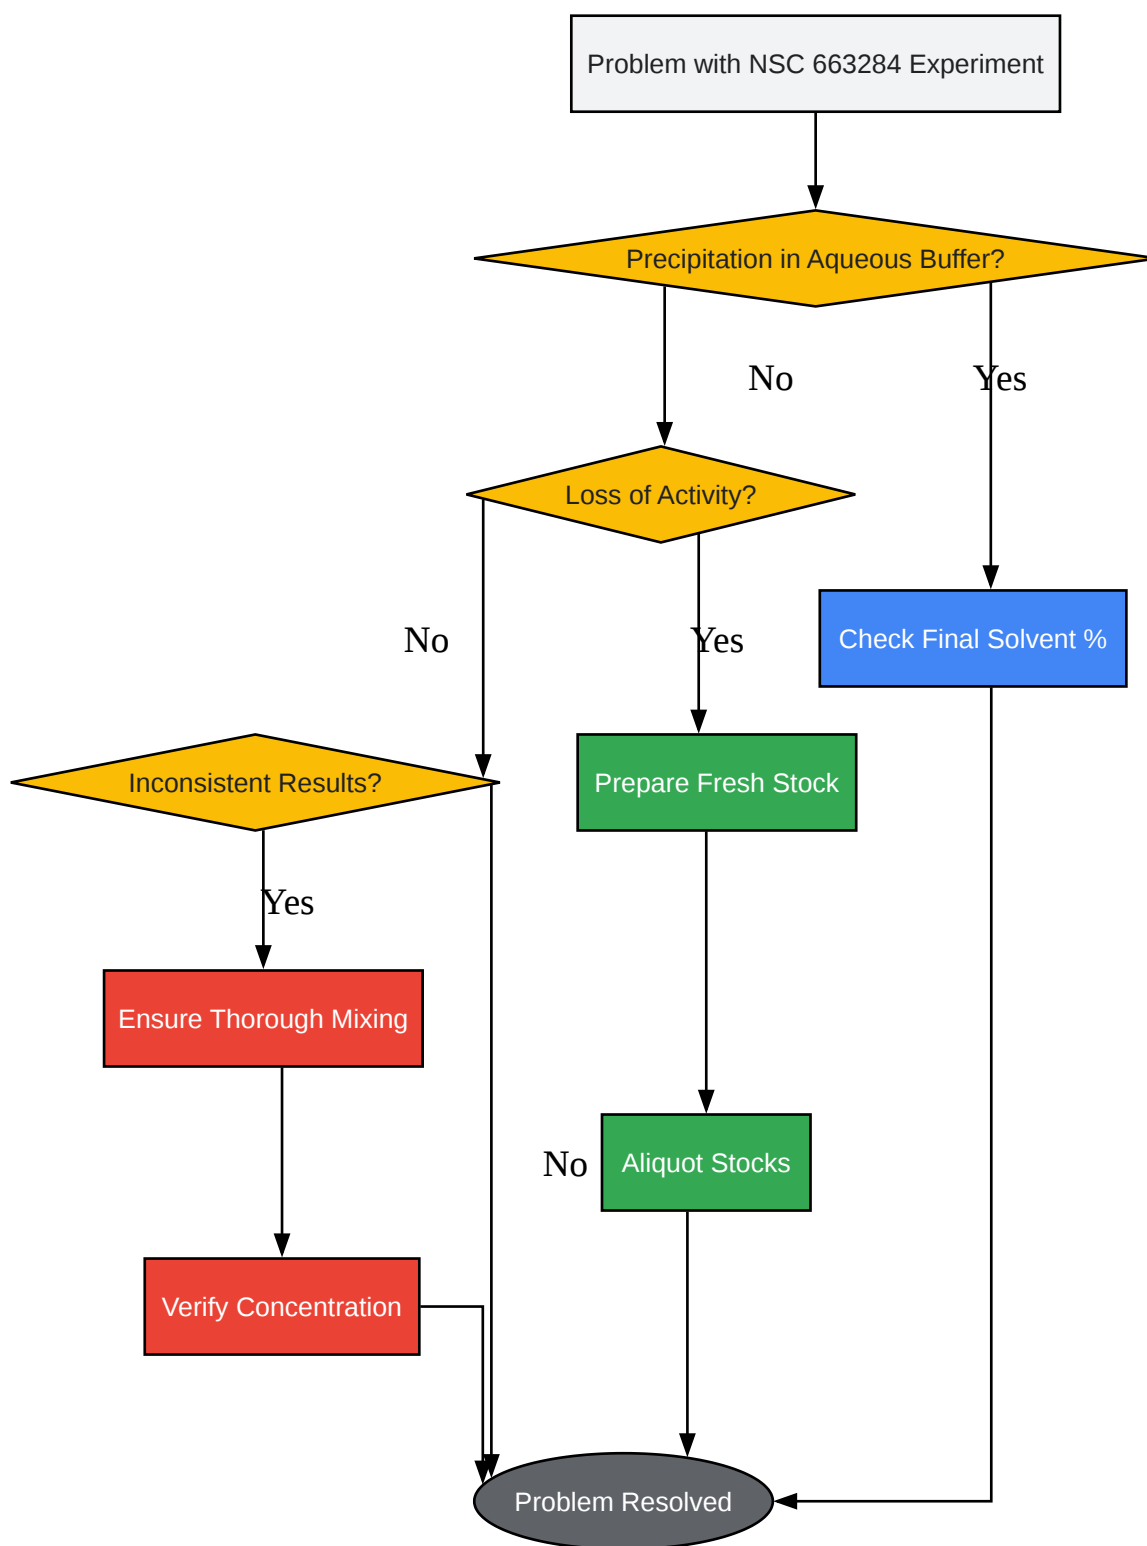 Problem with NSC 663284 Experiment
Precipitation in Aqueous Buffer?
No
Yes
Loss of Activity?
No
Yes
Check Final Solvent %
Inconsistent Results?
Prepare Fresh Stock
Yes
Ensure Thorough Mixing
No
Aliquot Stocks
Verify Concentration
Problem Resolved